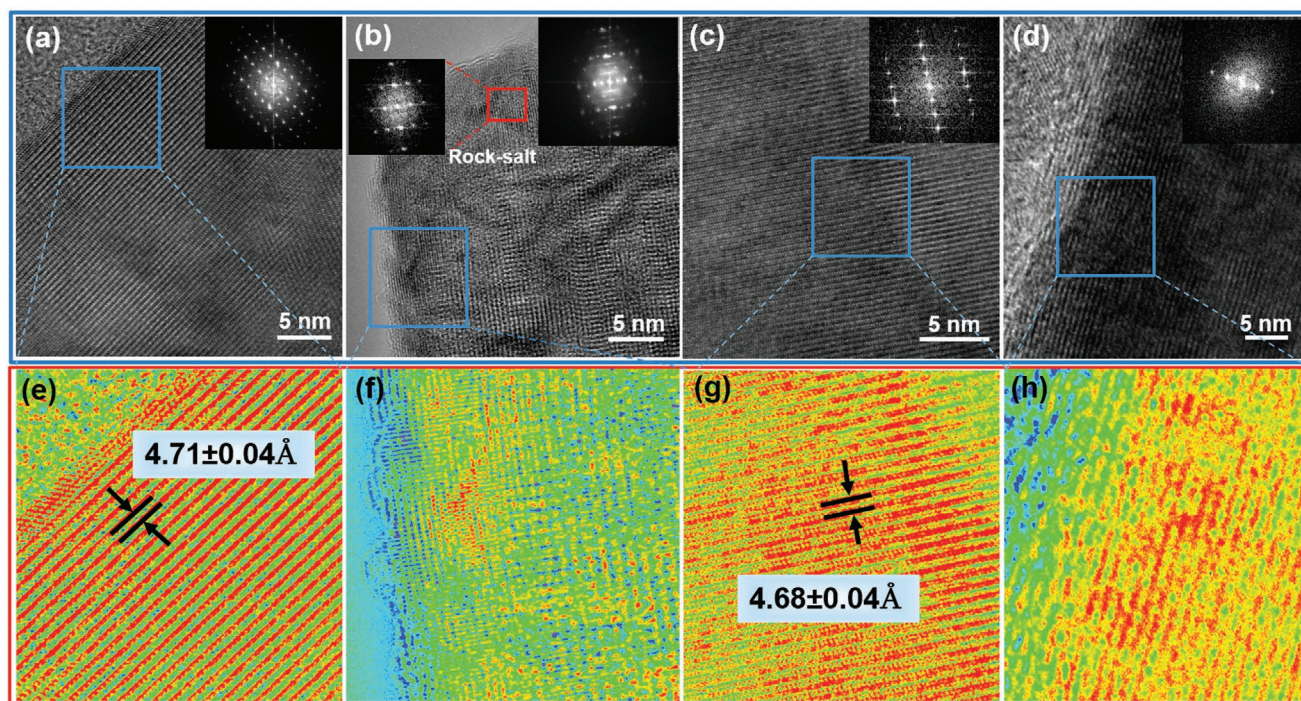 (a)
(b)
(c)
(d)
Rock-salt
5 nm
5 nm
5 nm
5 nm
(e)
(f)
(g)
(h)
4.71±0.04Å
4.68±0.04Å